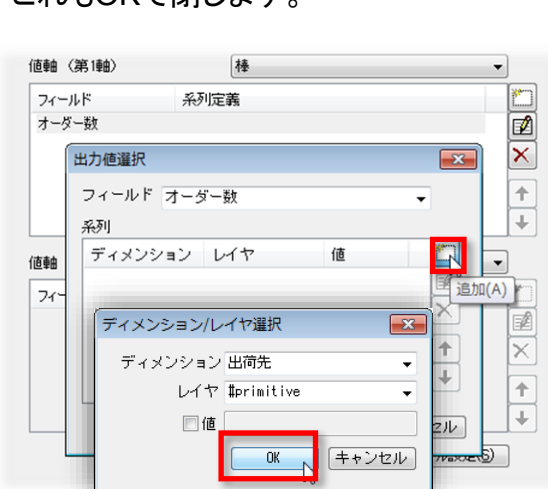 これもOKで閉じます。
値軸（第1軸）
棒
フィールド 系列定義
オーダー数
出力値選択
フィールド オーダー数
系列
ディメンション レイヤ 値
追加(A)
値軸
フィー
ディメンション/レイヤ選択
ディメンション 出荷先
レイヤ #primitive
値
OK キャンセル
セル